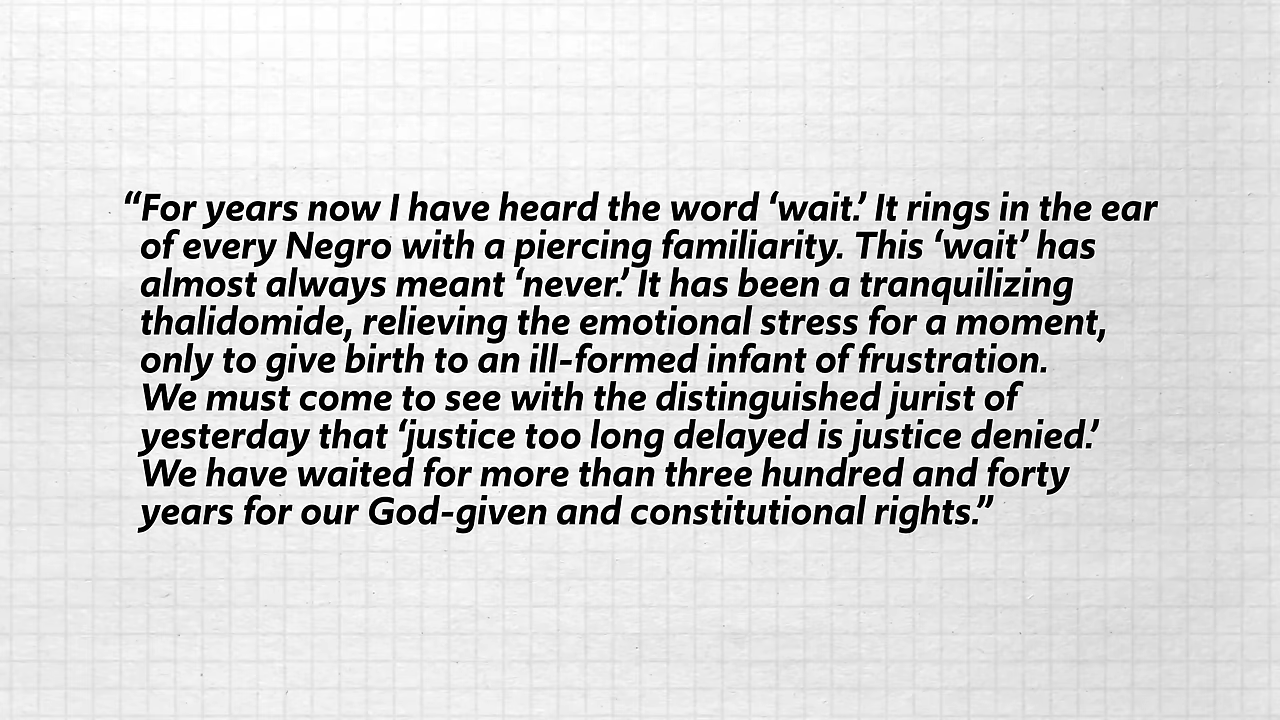 “For years now I have heard the word ‘wait.’ It rings in the ear
of every Negro with a piercing familiarity. This ‘wait’ has
almost always meant ‘never.’ It has been a tranquilizing
thalidomide, relieving the emotional stress for a moment,
only to give birth to an ill-formed infant of frustration.
We must come to see with the distinguished jurist of
yesterday that ‘justice too long delayed is justice denied.’
We have waited for more than three hundred and forty
years for our God-given and constitutional rights.”